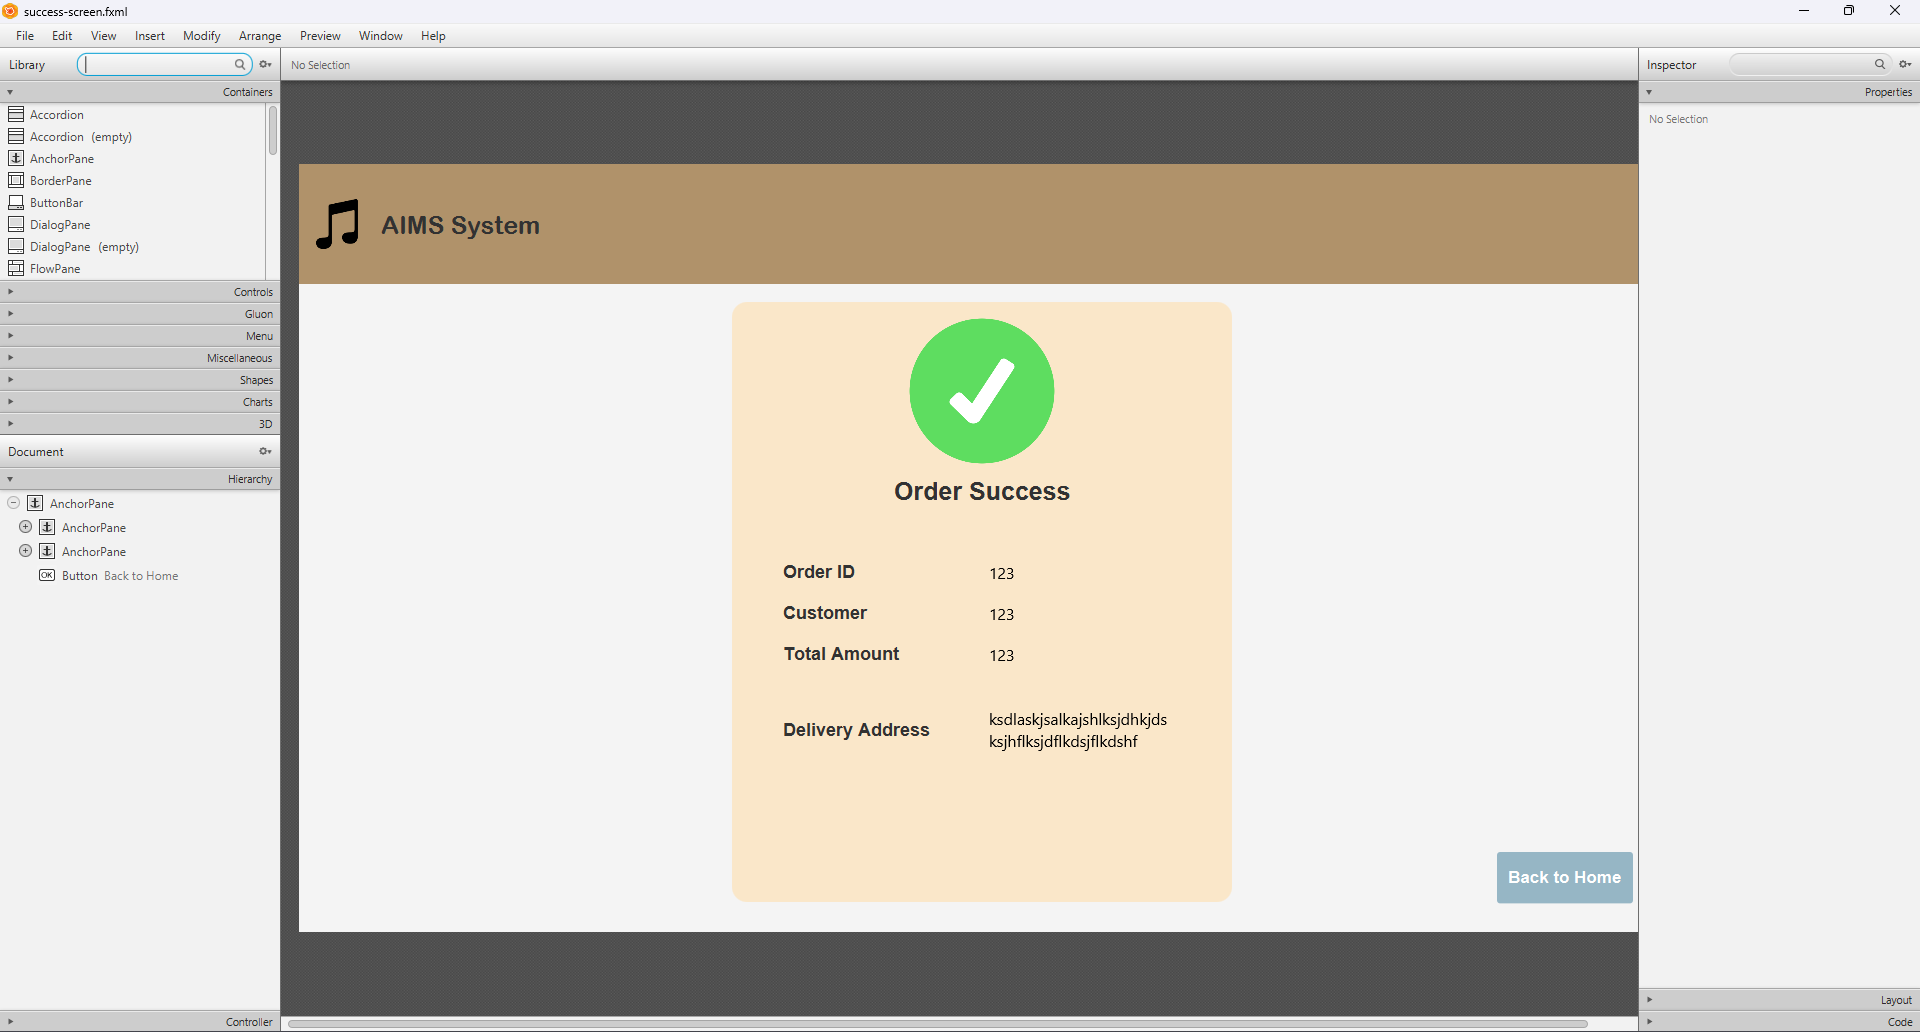 success-screen.fxml
File Edit View Insert Modify Arrange Preview Window Help
Library
No Selection
Inspector
Containers
Properties
Accordion
No Selection
Accordion (empty)
AnchorPane
BorderPane
ButtonBar
DialogPane
DialogPane (empty)
FlowPane
Controls
Gluon
Menu
Miscellaneous
Shapes
Charts
3D
Document
Hierarchy
AnchorPane
AnchorPane
AnchorPane
OK Button Back to Home
Controller
AIMS System
Order Success
Order ID 123
Customer 123
Total Amount 123
Delivery Address
ksdlaskjsalkajshlksjdhkjds
ksjhflksjdflkdsjflkdshf
Back to Home
Layout
Code